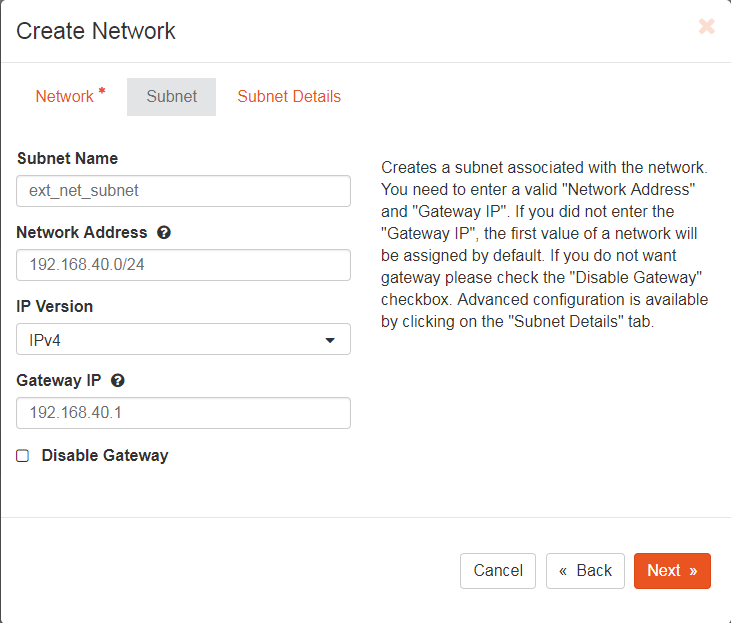 Create Network
Network *
Subnet
Subnet Details
Subnet Name
ext_net_subnet
Network Address
192.168.40.0/24
IP Version
IPv4
Gateway IP
192.168.40.1
Disable Gateway
Creates a subnet associated with the network.
You need to enter a valid "Network Address"
and "Gateway IP". If you did not enter the
"Gateway IP", the first value of a network will
be assigned by default. If you do not want
gateway please check the "Disable Gateway"
checkbox. Advanced configuration is available
by clicking on the "Subnet Details" tab.
Cancel
« Back
Next »